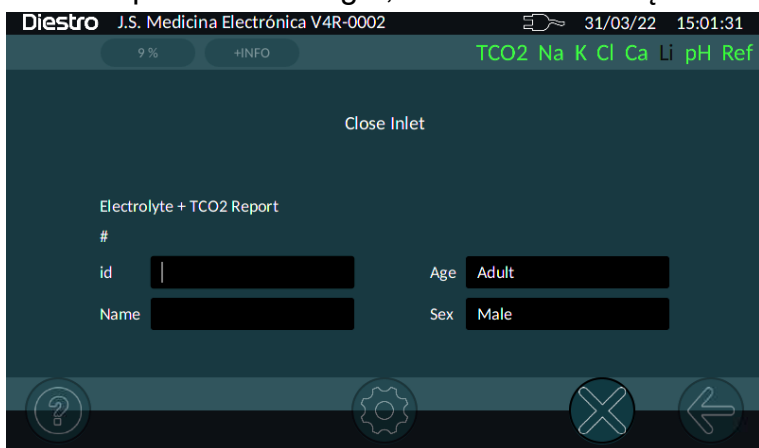 Diestro J.S. Medicina Electrónica V4R-0002 31/03/22 15:01:31
9 % +INFO TCO2 Na K Cl Ca Li pH Ref
Close Inlet
Electrolyte + TCO2 Report
#
id Age Adult
Name Sex Male
?